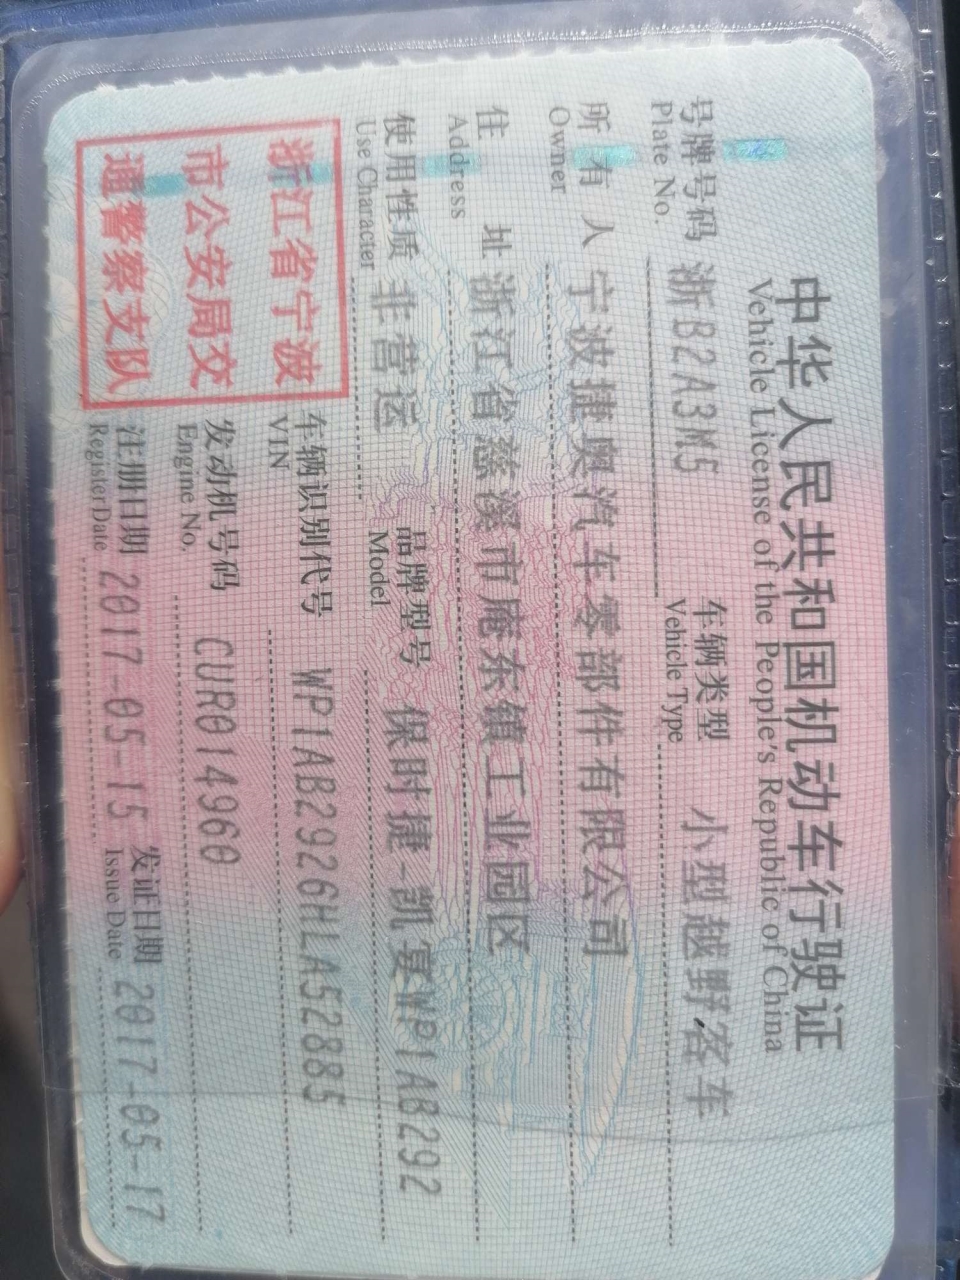 中华人民共和国机动车行驶证
Vehicle License of the People's Republic of China
号牌号码 浙B2A3M5 车辆类型 小型越野客车
Plate No. Vehicle Type
所有人 宁波捷奥汽车零部件有限公司
Owner
住址 浙江省慈溪市庵东镇工业园区
Address
使用性质 非营运 品牌型号 保时捷-凯宴WP1AB292
Use Character Model
浙江省宁波
市公安局交
通警察支队
车辆识别代号 WP1AB2926HLA52885
VIN
发动机号码 CUR014960
Engine No.
注册日期 2017-05-15 发证日期 2017-05-17
Register Date Issue Date